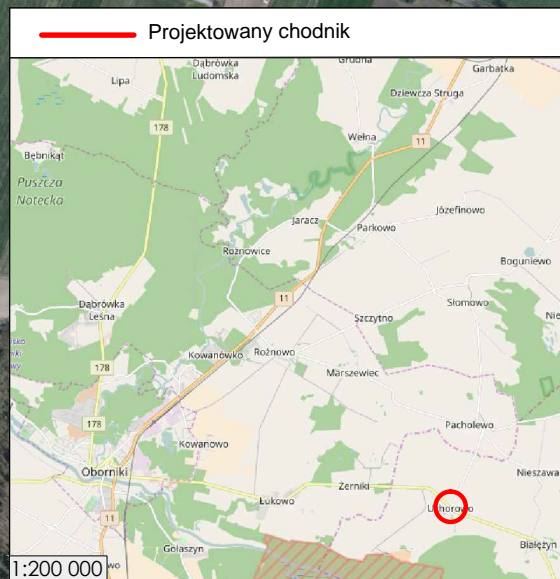 Projektowany chodnik
Grudna
Dąbrówka
Ludomska
Garbatka
Lipa
Dziewcza Struga
178
Wełna
11
Bębnikąt
Puszcza
Notecka
Józefinowo
Jaracz
Parkowo
Rożnowice
Boguniewo
11
Dąbrówka
Leśna
Słomowo
Szczytno
Kowanówko
Rożnowo
178
Marszewiec
178
Pacholewo
Kowanowo
Oborniki
Nieszawa
Żerniki
Łukowo
Uchorowo
11
Gołaszyn
Białężyn
1:200 000